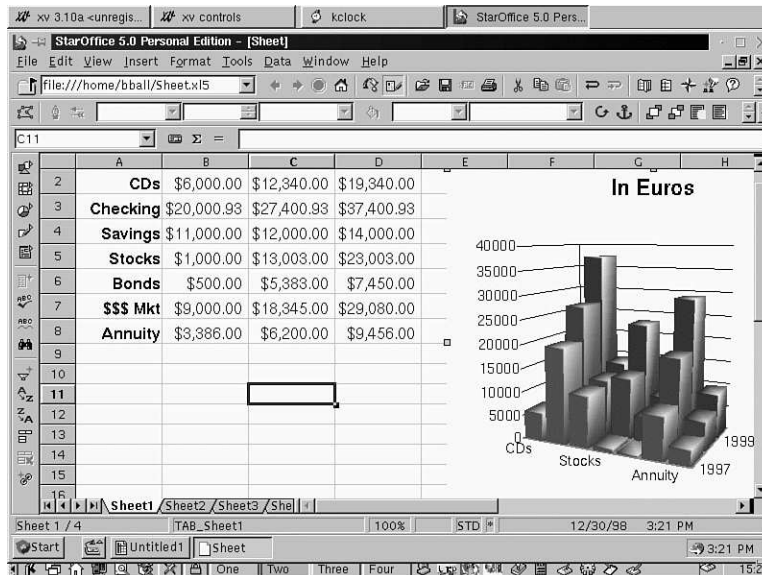 xv 3.10a <unregis... xv controls kclock StarOffice 5.0 Pers...
StarOffice 5.0 Personal Edition - [Sheet]
File Edit View Insert Format Tools Data Window Help
file:///home/bball/Sheet.xl5
C11 Σ =
A B C D E F G H
2 CDs $6,000.00 $12,340.00 $19,340.00
3 Checking $20,000.93 $27,400.93 $37,400.93
4 Savings $11,000.00 $12,000.00 $14,000.00
5 Stocks $1,000.00 $13,003.00 $23,003.00
6 Bonds $500.00 $5,383.00 $7,450.00
7 $$$ Mkt $9,000.00 $18,345.00 $29,080.00
8 Annuity $3,386.00 $6,200.00 $9,456.00
9
10
11
12
13
14
15
16
In Euros
40000
35000
30000
25000
20000
15000
10000
5000
0
CDs Stocks Annuity
1997 1999
Sheet1 Sheet2 Sheet3 She
Sheet 1 / 4 TAB_Sheet1 100% STD * 12/30/98 3:21 PM
Start Untitled1 Sheet 3:21 PM
One Two Three Four 15:2